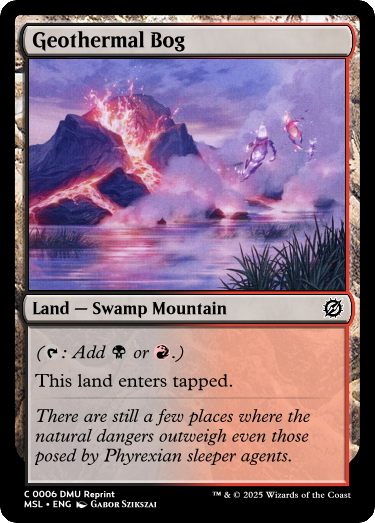 Geothermal Bog
Land — Swamp Mountain
(: Add or .)
This land enters tapped.
There are still a few places where the
natural dangers outweigh even those
posed by Phyrexian sleeper agents.
C 0006 DMU Reprint
MSL • ENG Gabor Szikszai
™ & © 2025 Wizards of the Coast